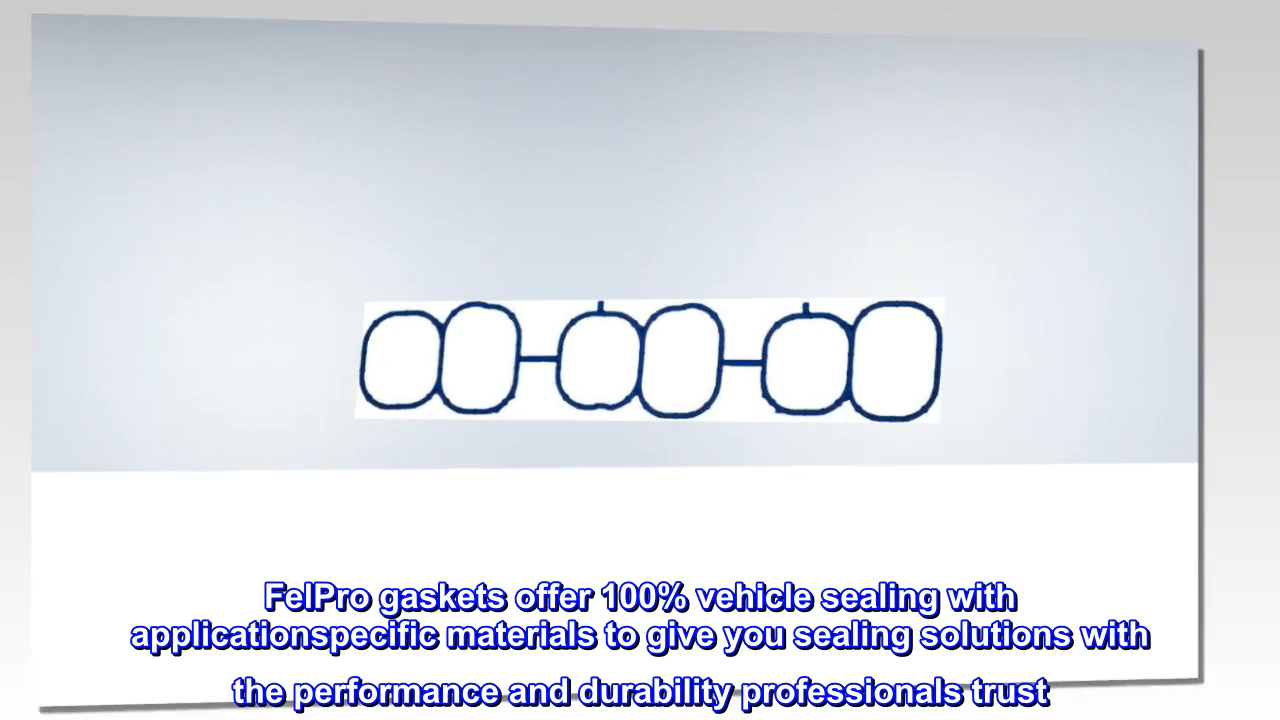 FelPro gaskets offer 100% vehicle sealing with
applicationspecific materials to give you sealing solutions with
the performance and durability professionals trust